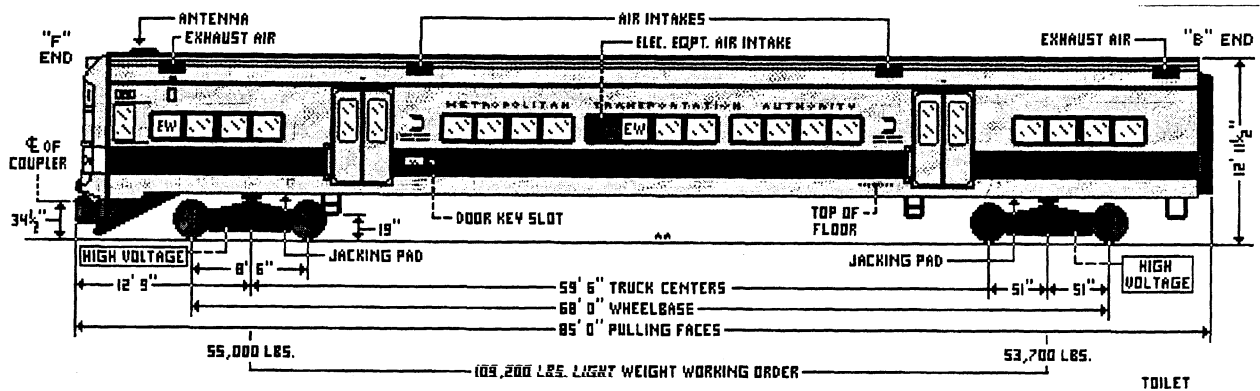 ANTENNA
EXHAUST AIR
AIR INTAKES
ELEC. EQPT. AIR INTAKE
EXHAUST AIR
"F" END
"B" END
METROPOLITAN TRANSPORTATION AUTHORITY
EW
EW
℄ OF COUPLER
12' 11½"
34½"
DOOR KEY SLOT
TOP OF FLOOR
19"
HIGH VOLTAGE
JACKING PAD
JACKING PAD
HIGH VOLTAGE
8' 6"
12' 9"
59' 6" TRUCK CENTERS
51"
51"
68' 0" WHEELBASE
85' 0" PULLING FACES
55,000 LBS.
53,700 LBS.
109,200 LBS. LIGHT WEIGHT WORKING ORDER
TOILET